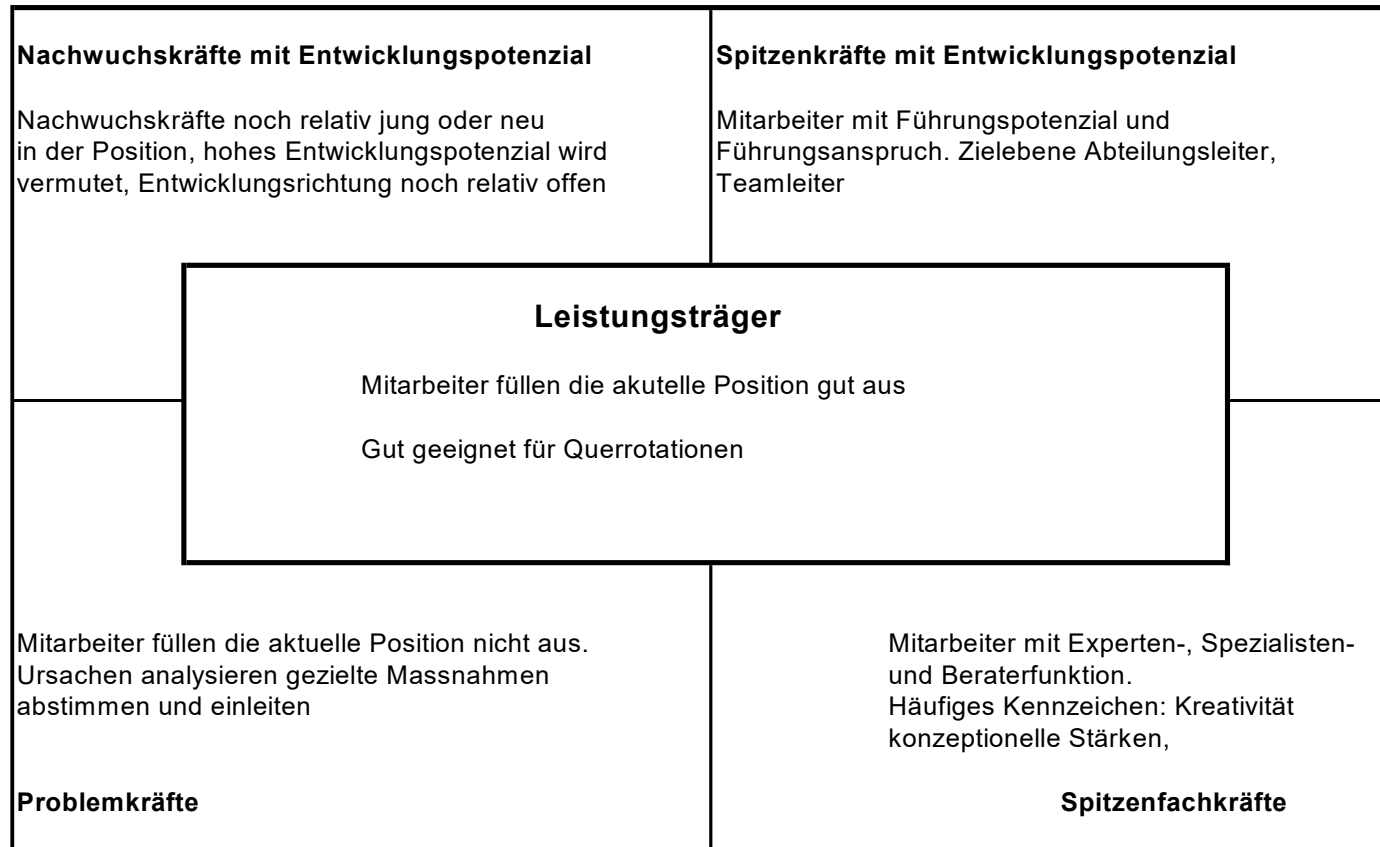 Nachwuchskräfte mit Entwicklungspotenzial
Nachwuchskräfte noch relativ jung oder neu
in der Position, hohes Entwicklungspotenzial wird
vermutet, Entwicklungsrichtung noch relativ offen
Spitzenkräfte mit Entwicklungspotenzial
Mitarbeiter mit Führungspotenzial und
Führungsanspruch. Zielebene Abteilungsleiter,
Teamleiter
Leistungsträger
Mitarbeiter füllen die akutelle Position gut aus
Gut geeignet für Querrotationen
Mitarbeiter füllen die aktuelle Position nicht aus.
Ursachen analysieren gezielte Massnahmen
abstimmen und einleiten
Problemkräfte
Mitarbeiter mit Experten-, Spezialisten-
und Beraterfunktion.
Häufiges Kennzeichen: Kreativität
konzeptionelle Stärken,
Spitzenfachkräfte